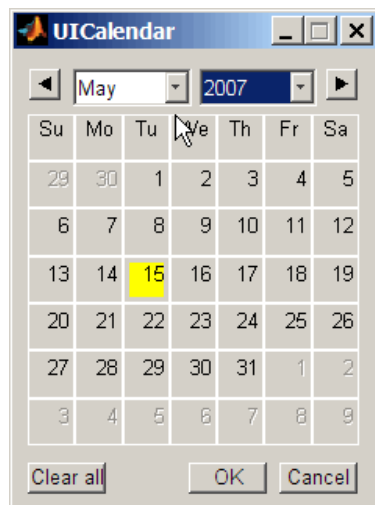 UICalendar
May 2007
Su Mo Tu We Th Fr Sa
29 30 1 2 3 4 5
6 7 8 9 10 11 12
13 14 15 16 17 18 19
20 21 22 23 24 25 26
27 28 29 30 31 1 2
3 4 5 6 7 8 9
Clear all OK Cancel